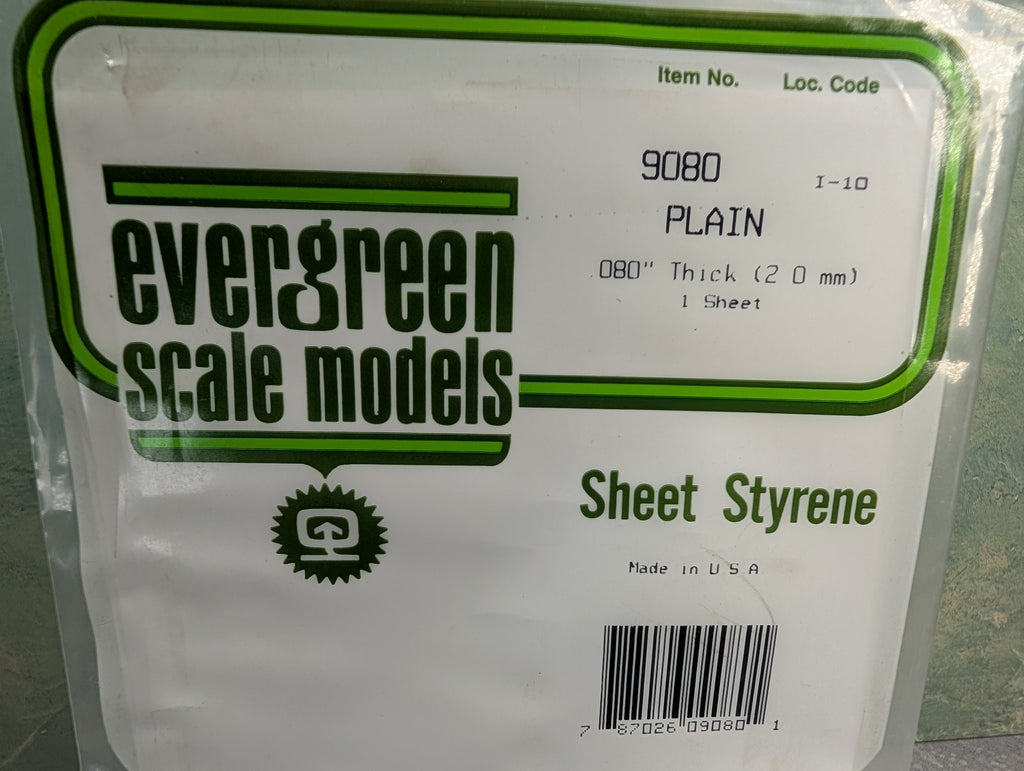 Item No. Loc. Code
9080 I-10
PLAIN
.080" Thick (2 0 mm)
1 Sheet
evergreen
scale models
Sheet Styrene
Made in U S A
7 87026 09080 1